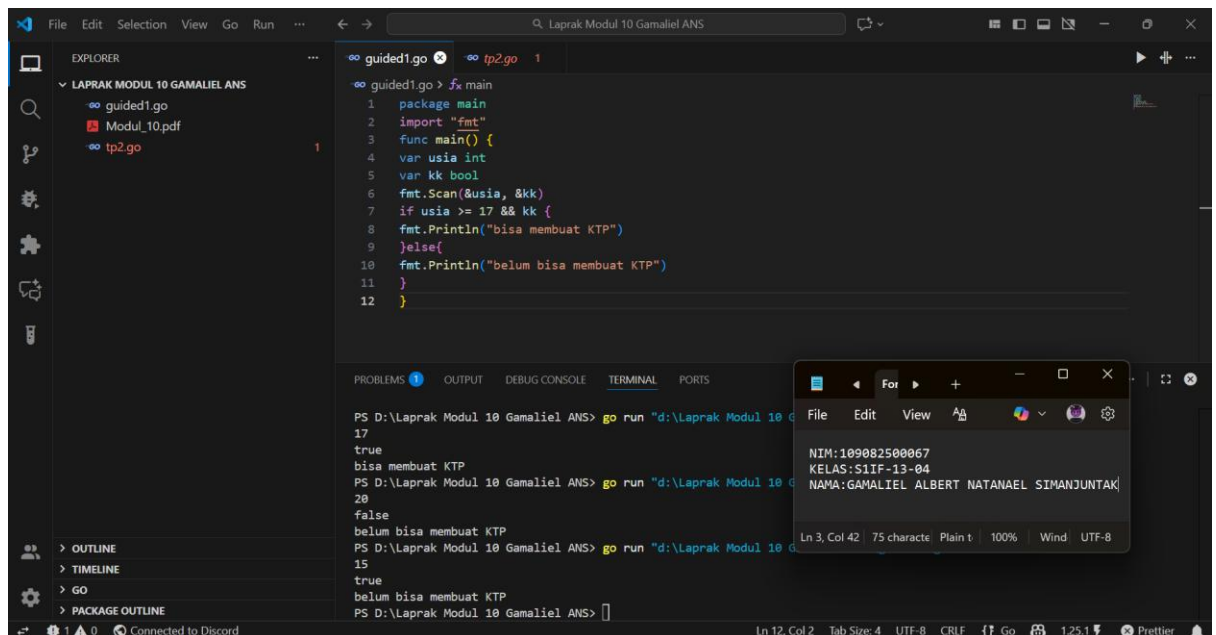 File Edit Selection View Go Run ... Laprak Modul 10 Gamaliel ANS
EXPLORER
LAPRAK MODUL 10 GAMALIEL ANS
guided1.go
Modul_10.pdf
tp2.go 1
OUTLINE
TIMELINE
GO
PACKAGE OUTLINE
guided1.go tp2.go 1
guided1.go > main
1 package main
2 import "fmt"
3 func main() {
4 var usia int
5 var kk bool
6 fmt.Scan(&usia, &kk)
7 if usia >= 17 && kk {
8 fmt.Println("bisa membuat KTP")
9 }else{
10 fmt.Println("belum bisa membuat KTP")
11 }
12 }
PROBLEMS 1 OUTPUT DEBUG CONSOLE TERMINAL PORTS
PS D:\Laprak Modul 10 Gamaliel ANS> go run "d:\Laprak Modul 10
17
true
bisa membuat KTP
PS D:\Laprak Modul 10 Gamaliel ANS> go run "d:\Laprak Modul 10
20
false
belum bisa membuat KTP
PS D:\Laprak Modul 10 Gamaliel ANS> go run "d:\Laprak Modul 10
15
true
belum bisa membuat KTP
PS D:\Laprak Modul 10 Gamaliel ANS>
For
File Edit View
NIM:109082500067
KELAS:S1IF-13-04
NAMA:GAMALIEL ALBERT NATANAEL SIMANJUNTAK
Ln 3, Col 42 75 characte Plain t 100% Wind UTF-8
1 0 Connected to Discord Ln 12, Col 2 Tab Size: 4 UTF-8 CRLF Go 1.25.1 Prettier